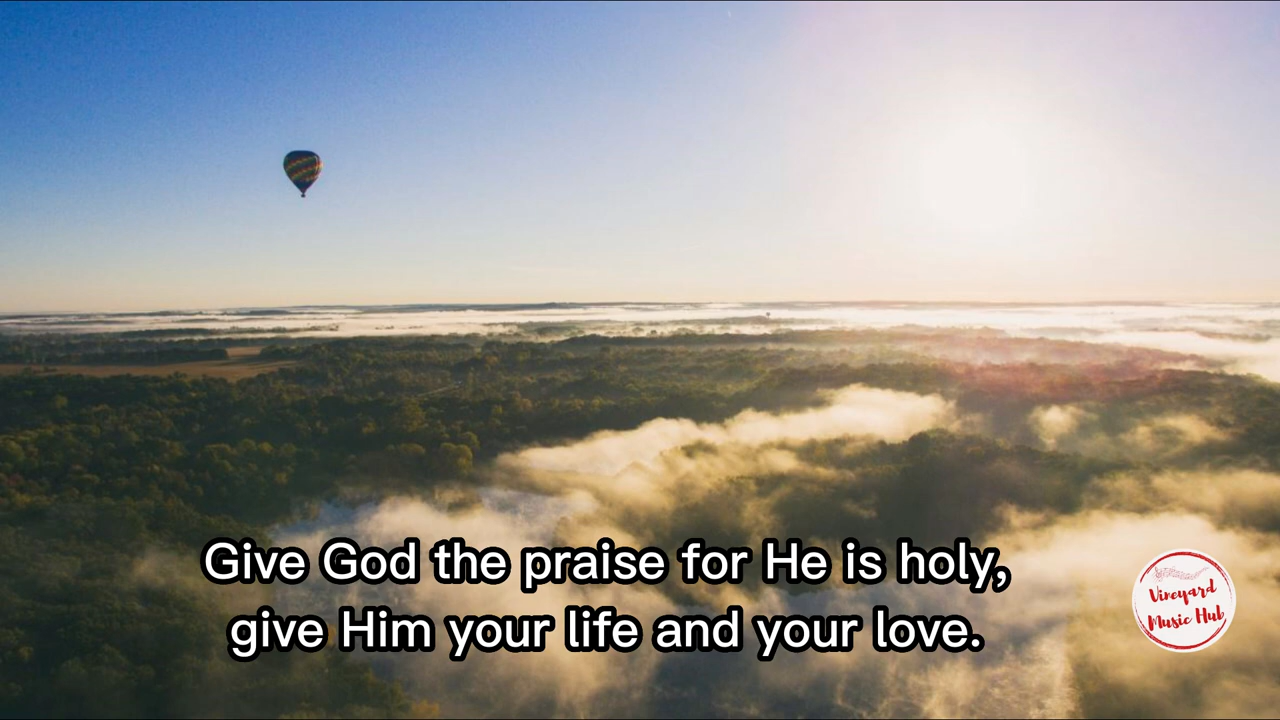 Give God the praise for He is holy,
give Him your life and your love.
Vineyard
Music Hub